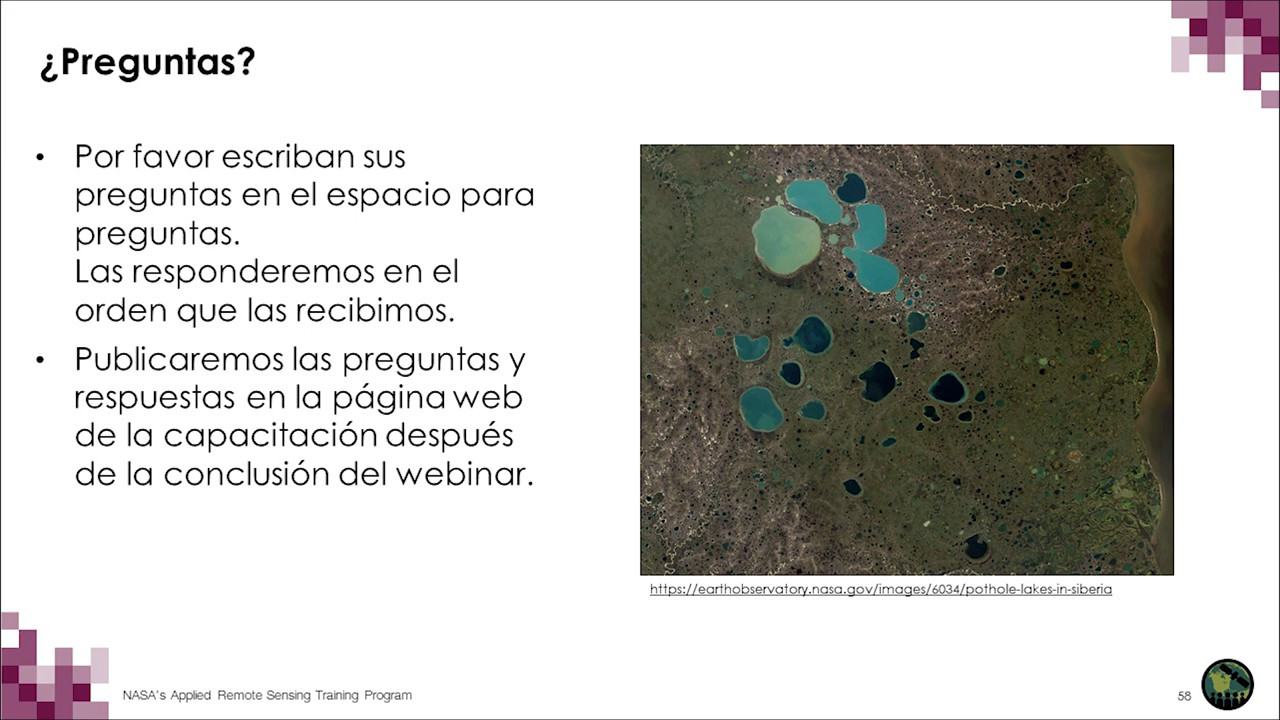 ¿Preguntas?
• Por favor escriban sus
preguntas en el espacio para
preguntas.
Las responderemos en el
orden que las recibimos.
• Publicaremos las preguntas y
respuestas en la página web
de la capacitación después
de la conclusión del webinar.
https://earthobservatory.nasa.gov/images/6034/pothole-lakes-in-siberia
NASA's Applied Remote Sensing Training Program
58